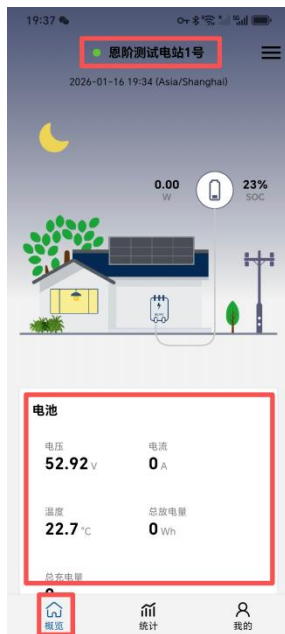 19:37
恩阶测试电站1号
2026-01-16 19:34 (Asia/Shanghai)
0.00
W
23%
SOC
电池
电压
52.92 V
电流
0 A
温度
22.7 °C
总放电量
0 Wh
总充电量
概览
统计
我的